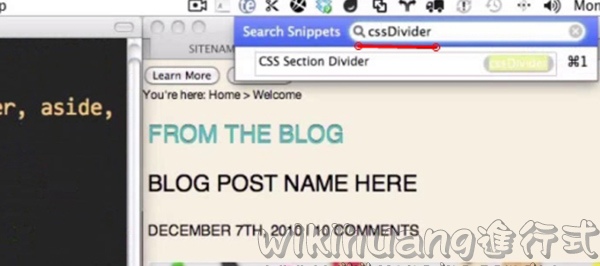 p
Mon
Search Snippets
cssDivider
CSS Section Divider
cssDivider
⌘1
SITENAM
Learn More
You're here: Home > Welcome
er, aside,
FROM THE BLOG
BLOG POST NAME HERE
DECEMBER 7TH, 2010 | 10 COMMENTS
wikihuang進行式